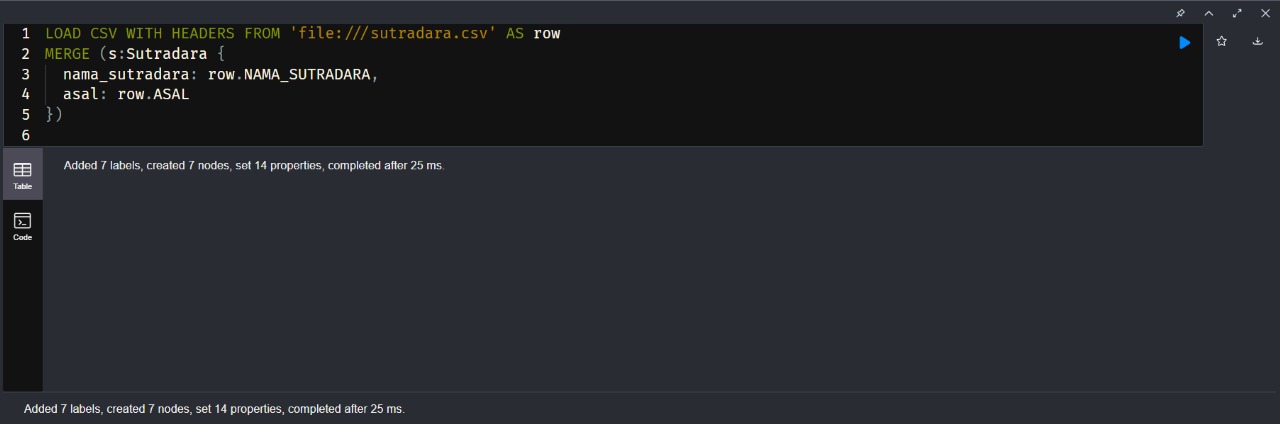 1 LOAD CSV WITH HEADERS FROM 'file:///sutradara.csv' AS row
2 MERGE (s:Sutradara {
3 nama_sutradara: row.NAMA_SUTRADARA,
4 asal: row.ASAL
5 })
6
Added 7 labels, created 7 nodes, set 14 properties, completed after 25 ms.
Table
Code
Added 7 labels, created 7 nodes, set 14 properties, completed after 25 ms.